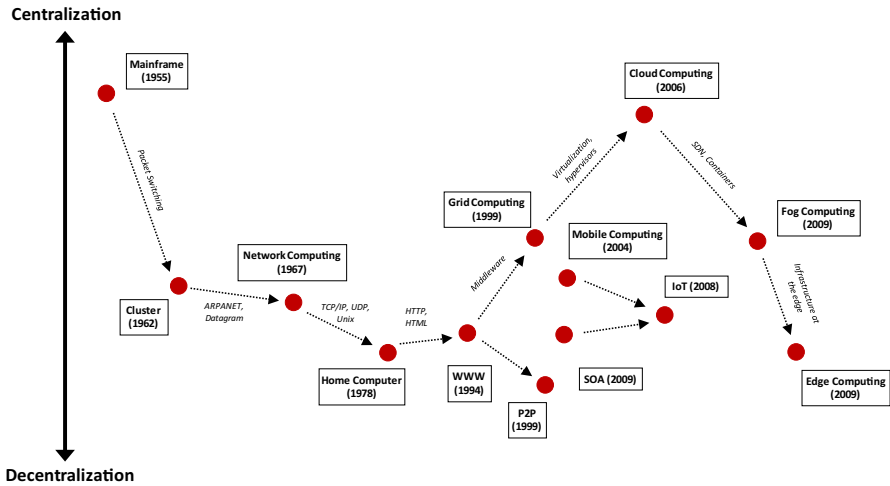 Centralization
Mainframe
(1955)
Packet Switching
Cluster
(1962)
ARPANET,
Datagram
Network Computing
(1967)
TCP/IP, UDP,
Unix
Home Computer
(1978)
HTTP,
HTML
WWW
(1994)
Middleware
Grid Computing
(1999)
P2P
(1999)
Virtualization,
hypervisors
Cloud Computing
(2006)
Mobile Computing
(2004)
SOA (2009)
IoT (2008)
SDN, Containers
Fog Computing
(2009)
Infrastructure at
the edge
Edge Computing
(2009)
Decentralization